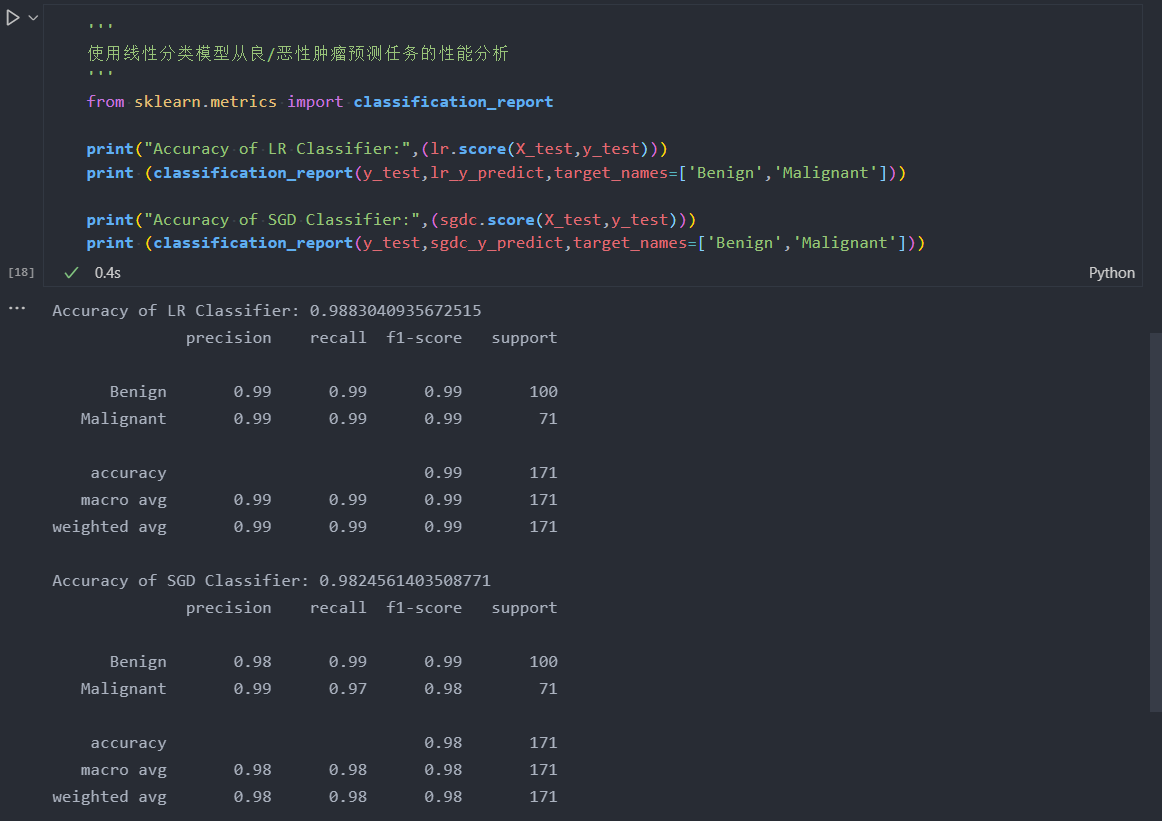 '''
使用线性分类模型从良/恶性肿瘤预测任务的性能分析
'''
from sklearn.metrics import classification_report
print("Accuracy of LR Classifier:",(lr.score(X_test,y_test)))
print (classification_report(y_test,lr_y_predict,target_names=['Benign','Malignant']))
print("Accuracy of SGD Classifier:",(sgdc.score(X_test,y_test)))
print (classification_report(y_test,sgdc_y_predict,target_names=['Benign','Malignant']))
[18] 0.4s Python
Accuracy of LR Classifier: 0.9883040935672515
precision recall f1-score support
Benign 0.99 0.99 0.99 100
Malignant 0.99 0.99 0.99 71
accuracy 0.99 171
macro avg 0.99 0.99 0.99 171
weighted avg 0.99 0.99 0.99 171
Accuracy of SGD Classifier: 0.9824561403508771
precision recall f1-score support
Benign 0.98 0.99 0.99 100
Malignant 0.99 0.97 0.98 71
accuracy 0.98 171
macro avg 0.98 0.98 0.98 171
weighted avg 0.98 0.98 0.98 171